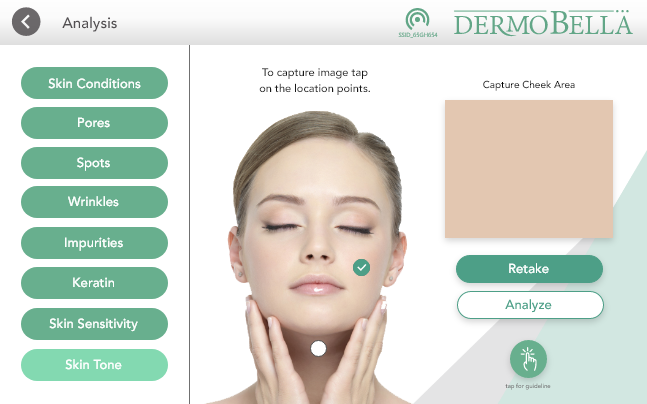 Analysis
SSID_65GH654
DERMOBELLA
Skin Conditions
Pores
Spots
Wrinkles
Impurities
Keratin
Skin Sensitivity
Skin Tone
To capture image tap
on the location points.
Capture Cheek Area
Retake
Analyze
tap for guideline